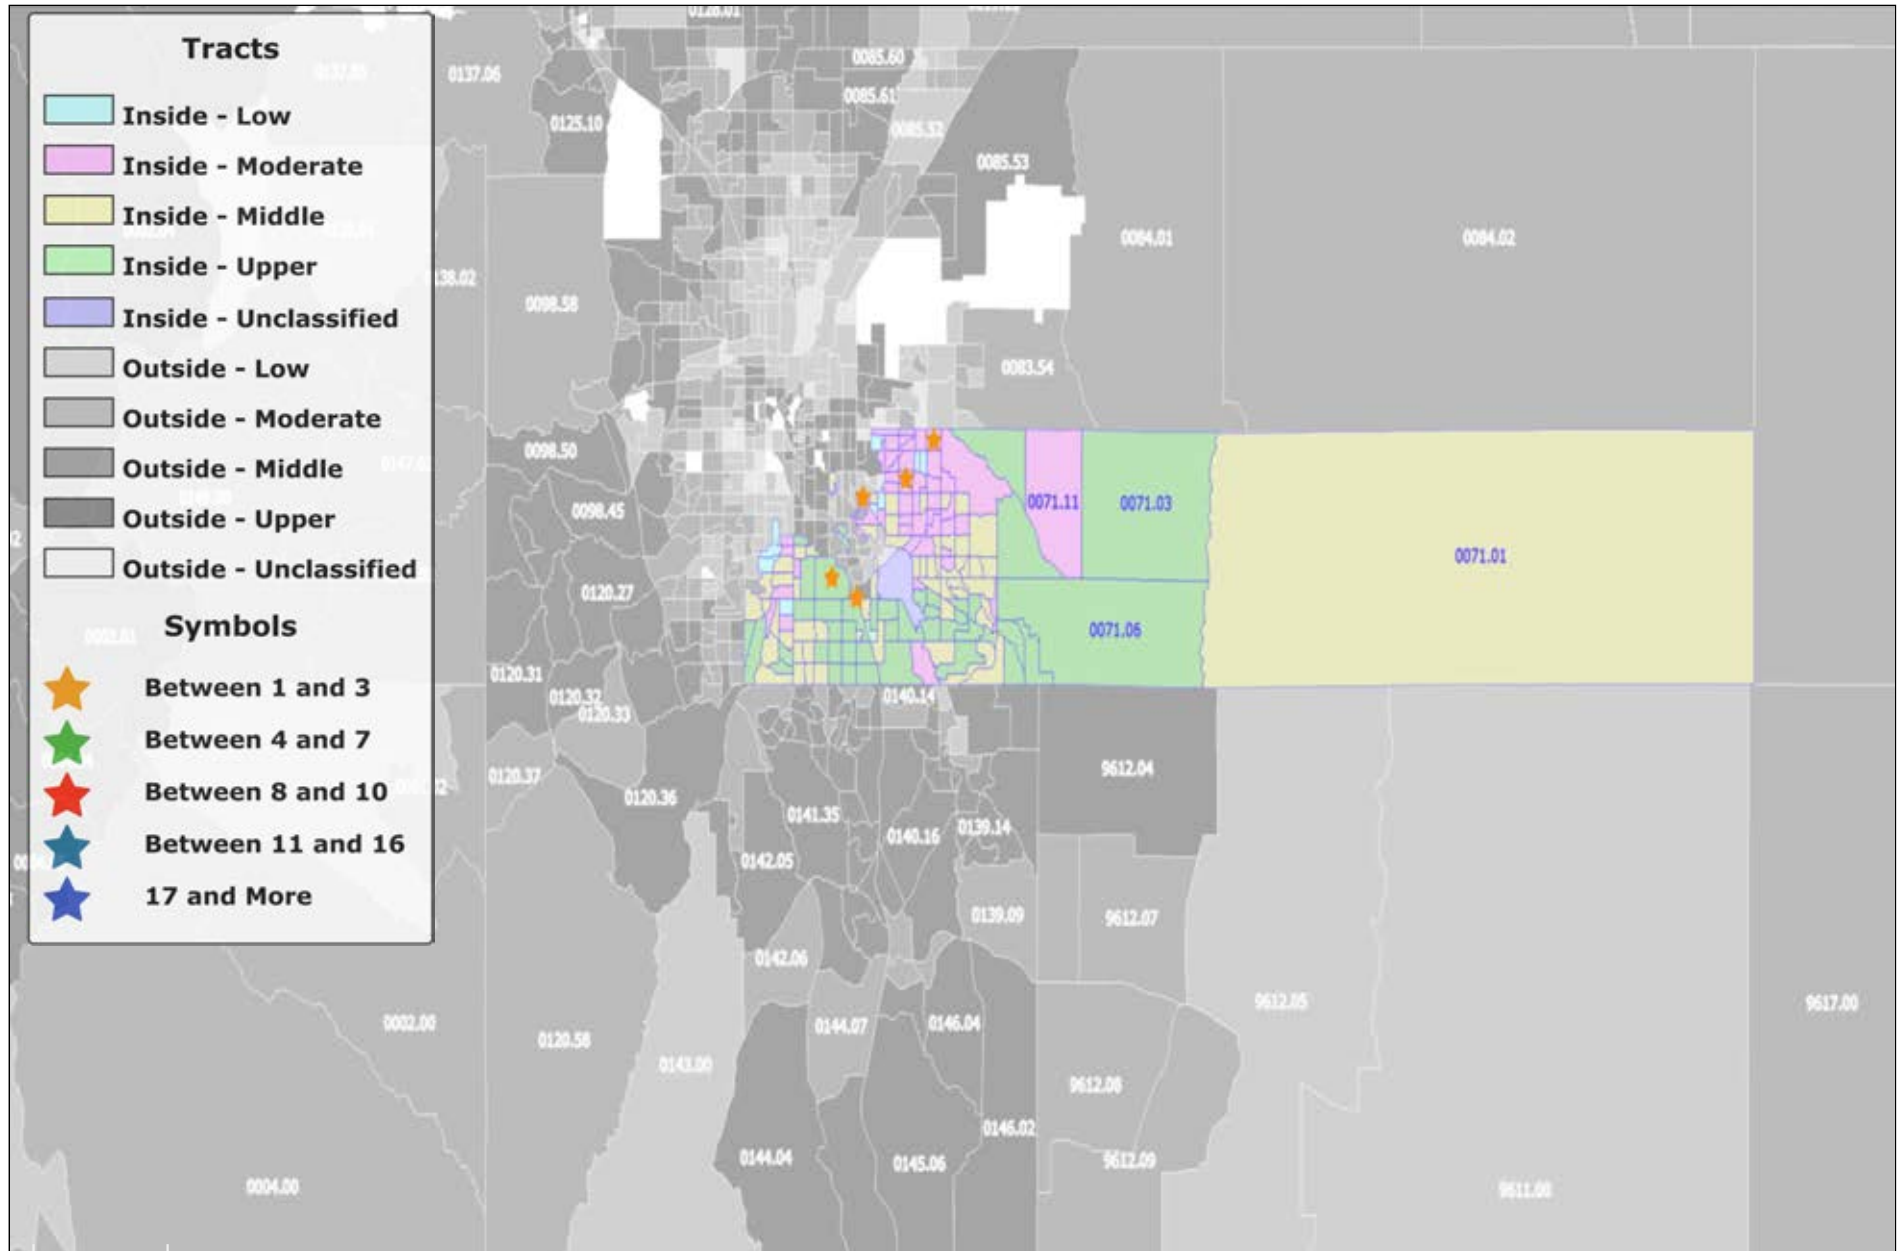 Tracts
Inside - Low
Inside - Moderate
Inside - Middle
Inside - Upper
Inside - Unclassified
Outside - Low
Outside - Moderate
Outside - Middle
Outside - Upper
Outside - Unclassified
Symbols
Between 1 and 3
Between 4 and 7
Between 8 and 10
Between 11 and 16
17 and More
0137.06
0085.60
0085.61
0125.10
0085.52
0085.53
0084.01
0084.02
0138.02
0098.58
0083.54
0098.50
0071.11
0071.03
0098.45
0071.01
0120.27
0071.06
0120.31
0120.32
0140.14
0120.33
9612.04
0120.37
0120.36
0141.35
0139.14
0140.16
0142.05
0139.09
9612.07
0142.06
9612.05
9617.00
0002.00
0144.07
0146.04
0120.58
0143.00
9612.08
0146.02
0144.04
0145.06
9612.09
0004.00
9611.00